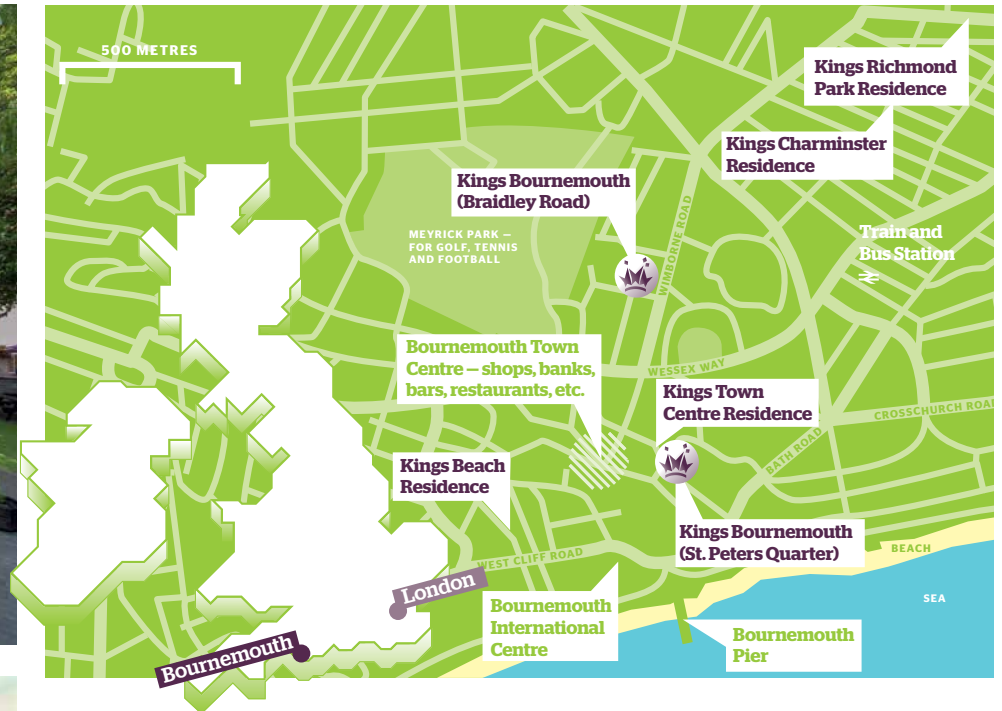 500 METRES
Kings Richmond
Park Residence
Kings Charminster
Residence
Kings Bournemouth
(Braidley Road)
WIMBORNE ROAD
MEYRICK PARK –
FOR GOLF, TENNIS
AND FOOTBALL
Train and
Bus Station
Bournemouth Town
Centre – shops, banks,
bars, restaurants, etc.
WESSEX WAY
Kings Town
Centre Residence
CROSSCHURCH ROAD
BATH ROAD
Kings Beach
Residence
Kings Bournemouth
(St. Peters Quarter)
BEACH
WEST CLIFF ROAD
London
SEA
Bournemouth
International
Centre
Bournemouth
Pier
Bournemouth